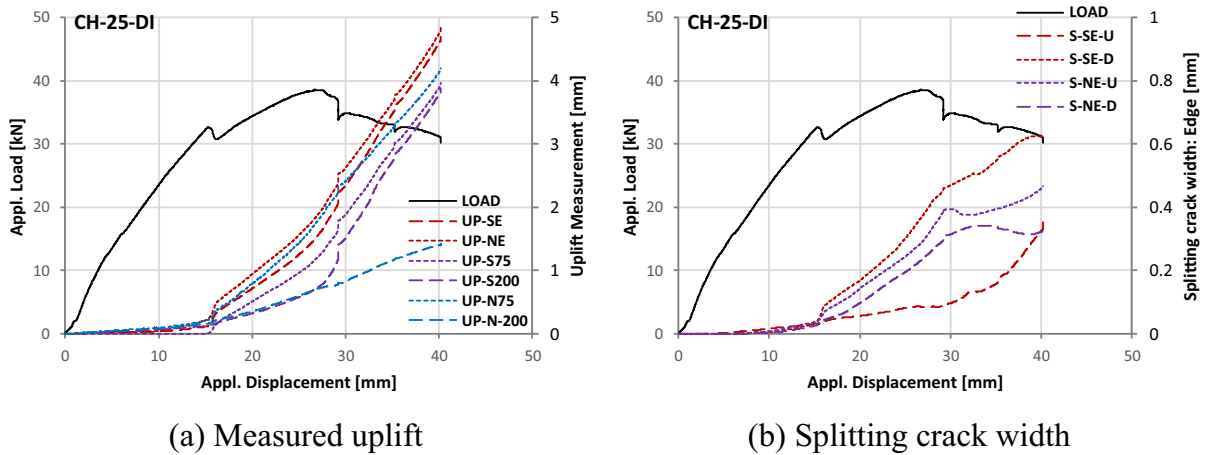 CH-25-DI
50
40
30
20
10
0
Appl. Load [kN]
5
4
3
2
1
0
Uplift Measurement [mm]
LOAD
UP-SE
UP-NE
UP-S75
UP-S200
UP-N75
UP-N-200
0 10 20 30 40 50
Appl. Displacement [mm]
(a) Measured uplift
CH-25-DI
50
40
30
20
10
0
Appl. Load [kN]
1
0.8
0.6
0.4
0.2
0
Splitting crack width: Edge [mm]
LOAD
S-SE-U
S-SE-D
S-NE-U
S-NE-D
0 10 20 30 40 50
Appl. Displacement [mm]
(b) Splitting crack width